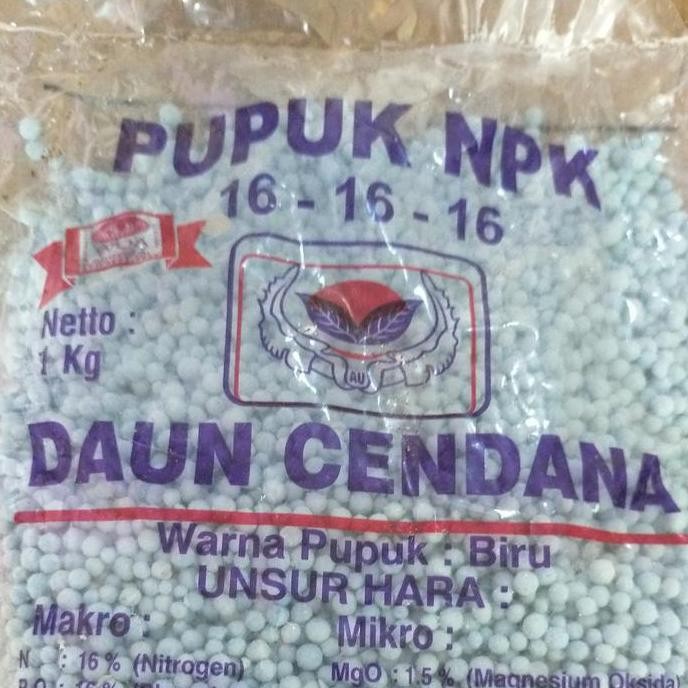 PUPUK NPK
16 - 16 - 16
Netto :
1 Kg
AU
DAUN CENDANA
Warna Pupuk : Biru
UNSUR HARA :
Makro :
Mikro :
N : 16 % (Nitrogen)
MgO : 1.5 % (Magnesium Oksida)